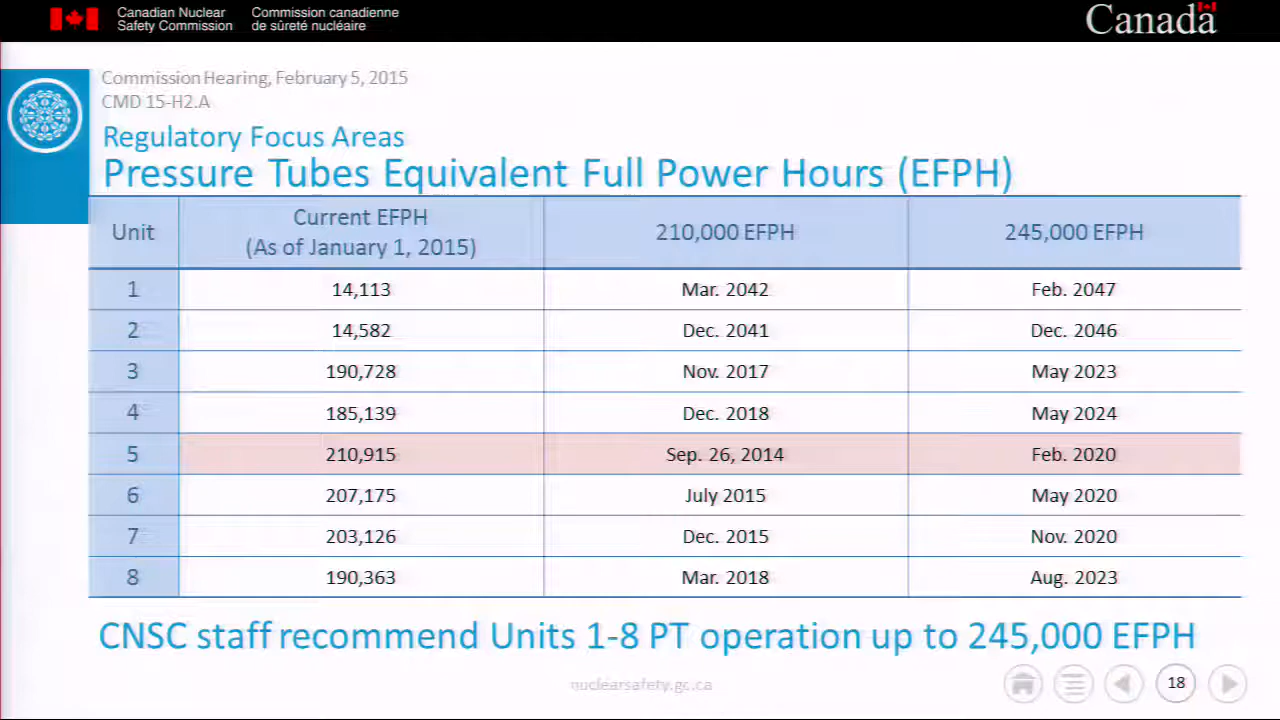 Canadian Nuclear Safety Commission
Commission canadienne de sûreté nucléaire
Canada
Commission Hearing, February 5, 2015
CMD 15-H2.A
Regulatory Focus Areas
Pressure Tubes Equivalent Full Power Hours (EFPH)
Unit Current EFPH (As of January 1, 2015) 210,000 EFPH 245,000 EFPH
1 14,113 Mar. 2042 Feb. 2047
2 14,582 Dec. 2041 Dec. 2046
3 190,728 Nov. 2017 May 2023
4 185,139 Dec. 2018 May 2024
5 210,915 Sep. 26, 2014 Feb. 2020
6 207,175 July 2015 May 2020
7 203,126 Dec. 2015 Nov. 2020
8 190,363 Mar. 2018 Aug. 2023
CNSC staff recommend Units 1-8 PT operation up to 245,000 EFPH
nuclearsafety.gc.ca
18